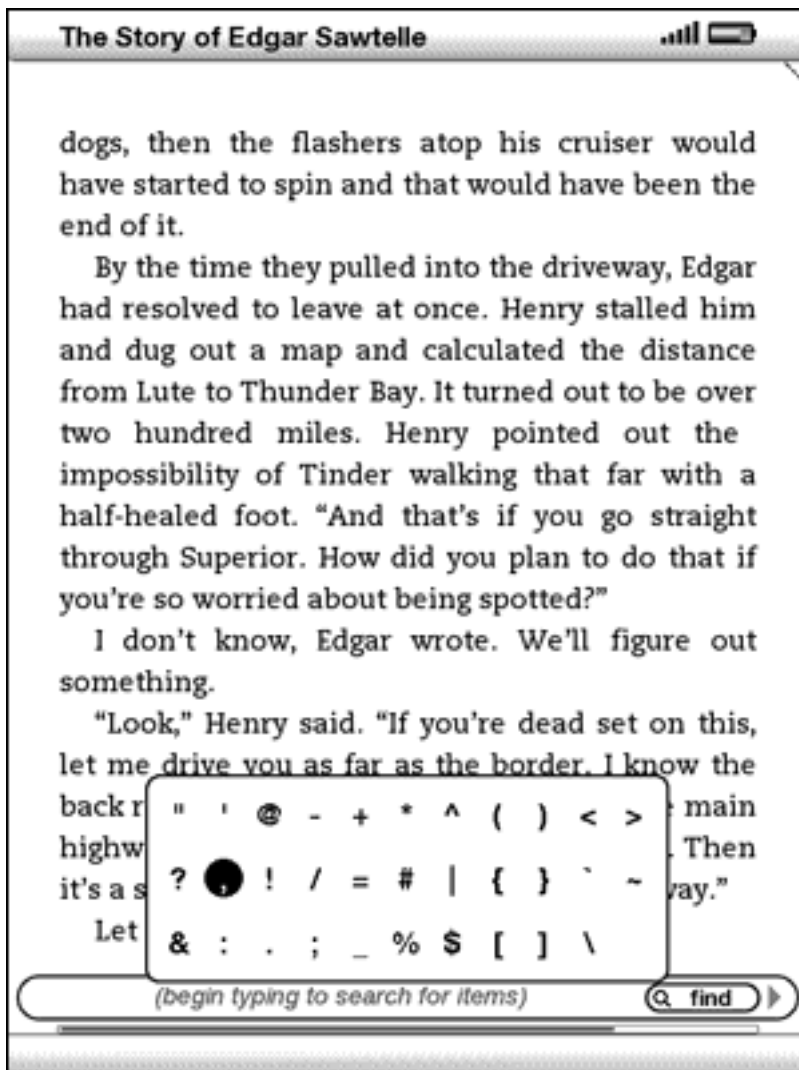 The Story of Edgar Sawtelle
dogs, then the flashers atop his cruiser would
have started to spin and that would have been the
end of it.
By the time they pulled into the driveway, Edgar
had resolved to leave at once. Henry stalled him
and dug out a map and calculated the distance
from Lute to Thunder Bay. It turned out to be over
two hundred miles. Henry pointed out the
impossibility of Tinder walking that far with a
half-healed foot. “And that’s if you go straight
through Superior. How did you plan to do that if
you’re so worried about being spotted?”
I don’t know, Edgar wrote. We’ll figure out
something.
“Look,” Henry said. “If you’re dead set on this,
let me drive you as far as the border. I know the
back main
highw . Then
it’s a
Let
" ' @ - + * ^ ( ) < >
? , ! / = # | { } ` ~
& : . ; _ % $ [ ] \
(begin typing to search for items) find